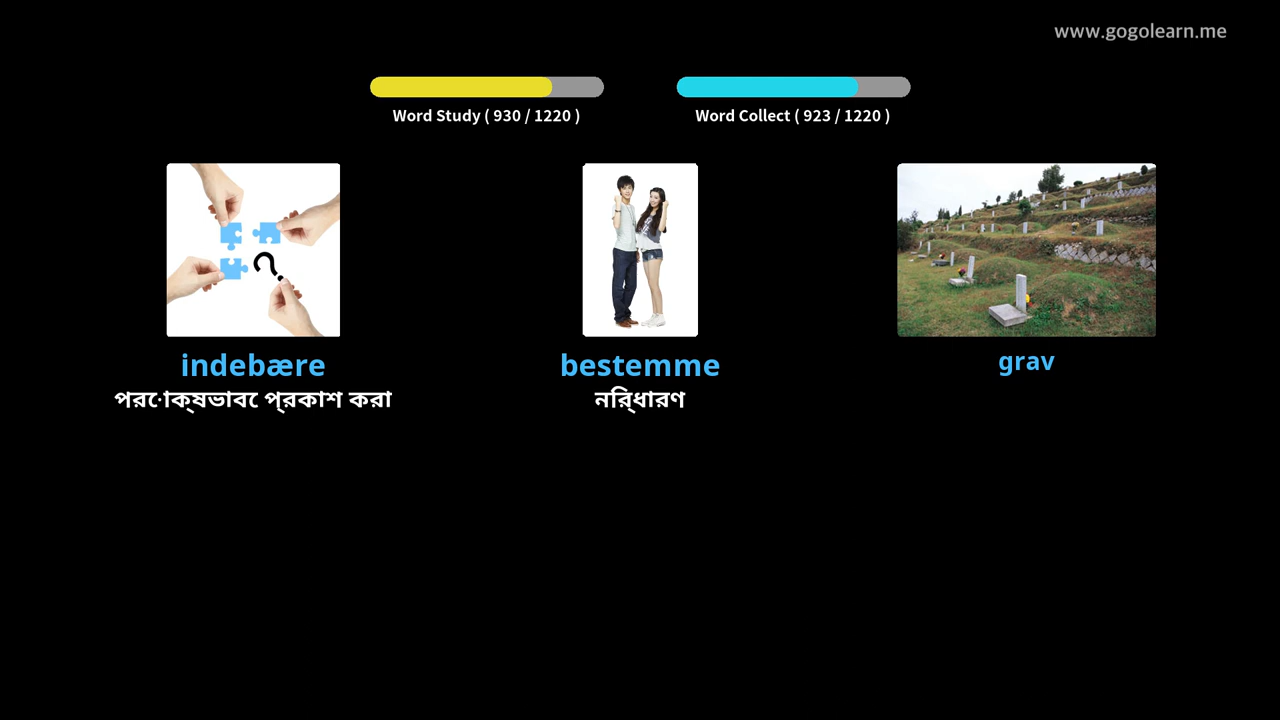 www.gogolearn.me
Word Study ( 930 / 1220 )
Word Collect ( 923 / 1220 )
indebære
bestemme
grav
পরোক্ষভাবে প্রকাশ করা
নির্ধারণ